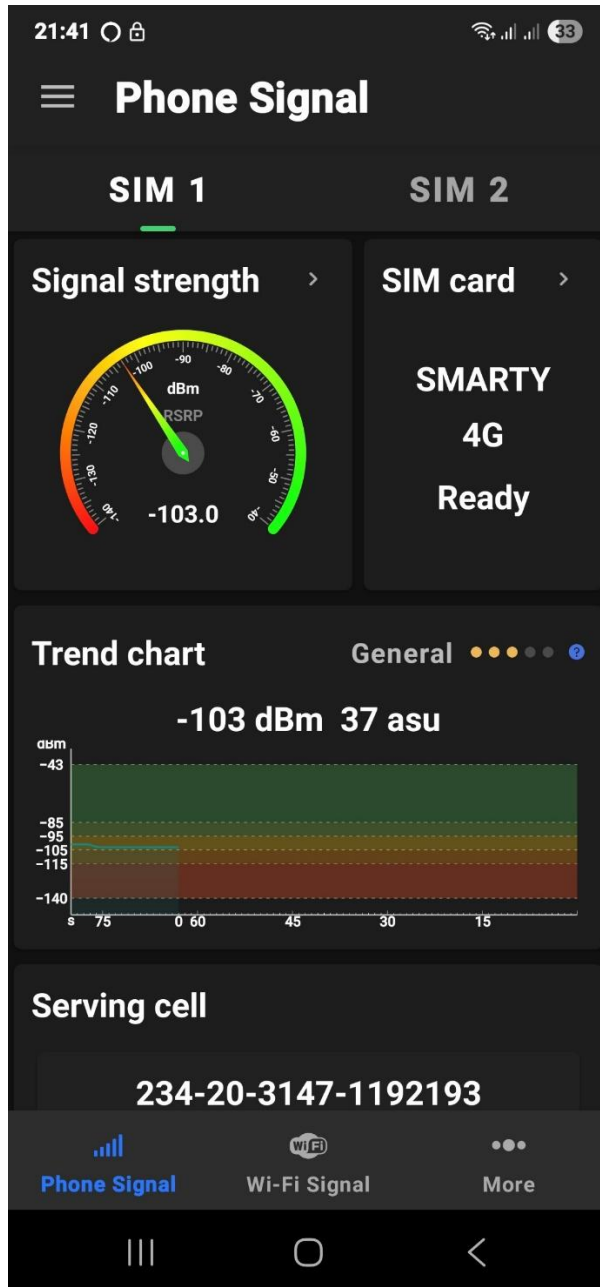 21:41 33
Phone Signal
SIM 1 SIM 2
Signal strength >
-140 -130 -120 -110 -100 -90 -80 -70 -60 -50 -40
dBm
RSRP
-103.0
SIM card >
SMARTY
4G
Ready
Trend chart General ?
-103 dBm 37 asu
dBm
-43
-85
-95
-105
-115
-140
s 75 0 60 45 30 15
Serving cell
234-20-3147-1192193
Phone Signal
WiFi
Wi-Fi Signal
More